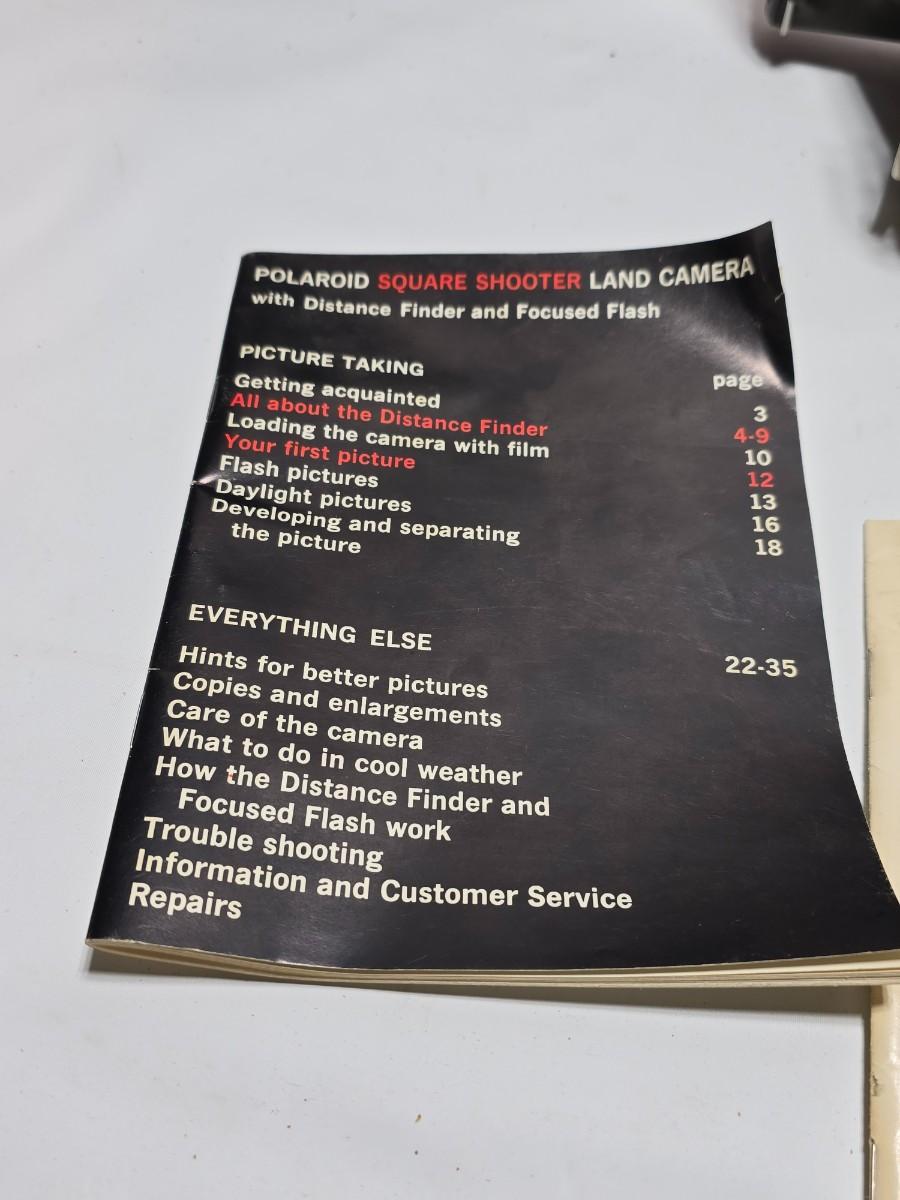 POLAROID SQUARE SHOOTER LAND CAMERA
with Distance Finder and Focused Flash
PICTURE TAKING
page
Getting acquainted 3
All about the Distance Finder 4-9
Loading the camera with film 10
Your first picture 12
Flash pictures 13
Daylight pictures 16
Developing and separating 18
the picture
EVERYTHING ELSE
22-35
Hints for better pictures
Copies and enlargements
Care of the camera
What to do in cool weather
How the Distance Finder and
Focused Flash work
Trouble shooting
Information and Customer Service
Repairs